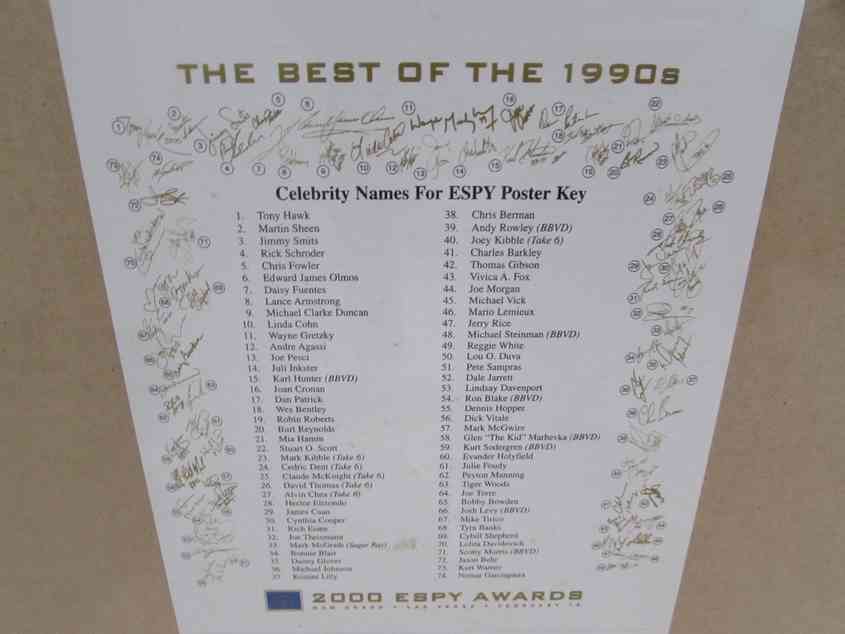 THE BEST OF THE 1990s
Celebrity Names For ESPY Poster Key
1. Tony Hawk
2. Martin Sheen
3. Jimmy Smits
4. Rick Schroder
5. Chris Fowler
6. Edward James Olmos
7. Daisy Fuentes
8. Lance Armstrong
9. Michael Clarke Duncan
10. Linda Cohn
11. Wayne Gretzky
12. Andre Agassi
13. Joe Pesci
14. Juli Inkster
15. Karl Hunter (BBVD)
16. Joan Cronan
17. Dan Patrick
18. Wes Bentley
19. Robin Roberts
20. Burt Reynolds
21. Mia Hamm
22. Stuart O. Scott
23. Mark Kibble (Take 6)
24. Cedric Dent (Take 6)
25. Claude McKnight (Take 6)
26. David Thomas (Take 6)
27. Alvin Chea (Take 6)
28. Hector Elizondo
29. James Caan
30. Cynthia Cooper
31. Rich Eisen
32. Joe Theismann
33. Mark McGrath (Sugar Ray)
34. Bonnie Blair
35. Danny Glover
36. Michael Johnson
37. Kristine Lilly
38. Chris Berman
39. Andy Rowley (BBVD)
40. Joey Kibble (Take 6)
41. Charles Barkley
42. Thomas Gibson
43. Vivica A. Fox
44. Joe Morgan
45. Michael Vick
46. Mario Lemieux
47. Jerry Rice
48. Michael Steinman (BBVD)
49. Reggie White
50. Lou O. Duva
51. Pete Sampras
52. Dale Jarrett
53. Lindsay Davenport
54. Ron Blake (BBVD)
55. Dennis Hopper
56. Dick Vitale
57. Mark McGwire
58. Glen "The Kid" Marhevka (BBVD)
59. Kurt Sodergren (BBVD)
60. Evander Holyfield
61. Julie Foudy
62. Peyton Manning
63. Tiger Woods
64. Joe Torre
65. Bobby Bowden
66. Josh Levy (BBVD)
67. Mike Tirico
68. Tyra Banks
69. Cybill Shepherd
70. Lolita Davidovich
71. Scotty Morris (BBVD)
72. Jason Behr
73. Kurt Warner
74. Nomar Garciaparra
2000 ESPY AWARDS